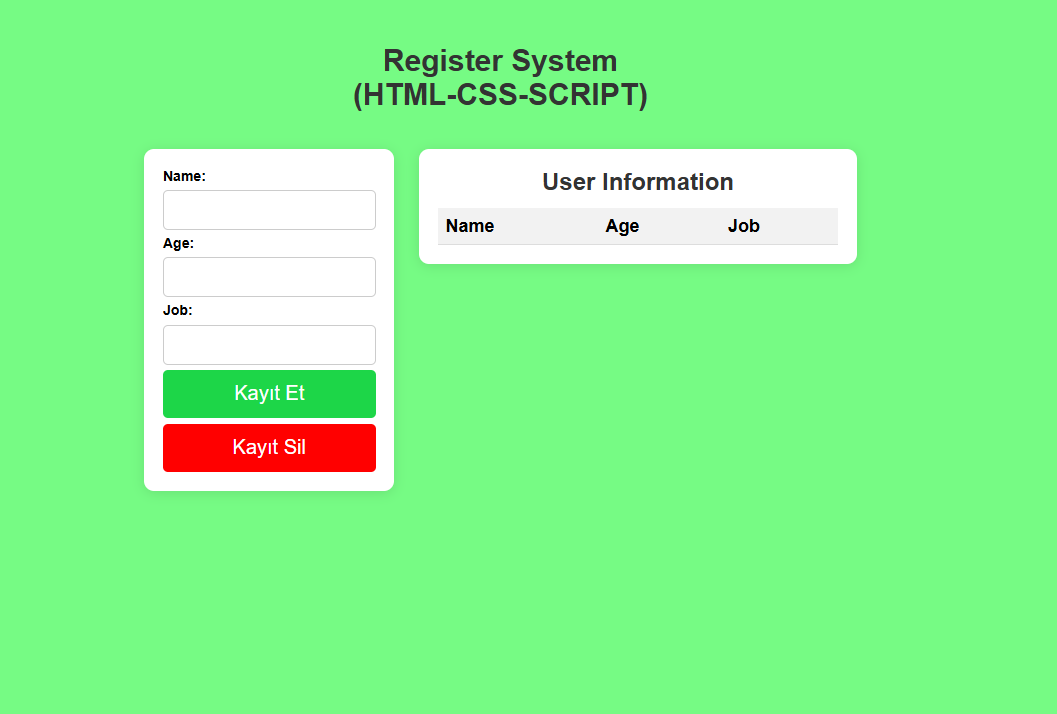 Register System
(HTML-CSS-SCRIPT)
Name:
Age:
Job:
Kayıt Et
Kayıt Sil
User Information
Name Age Job